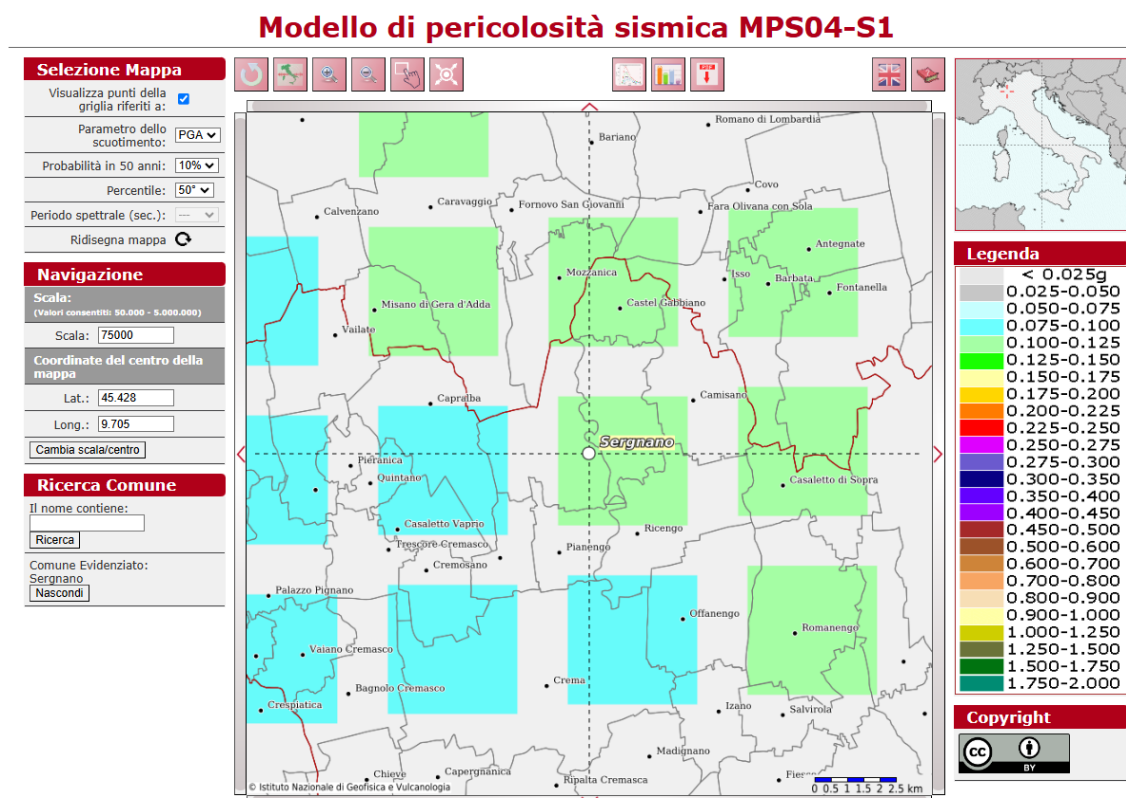 Modello di pericolosità sismica MPS04-S1
Selezione Mappa
Visualizza punti della
griglia riferiti a:
Parametro dello
scuotimento: PGA
Probabilità in 50 anni: 10%
Percentile: 50°
Periodo spettrale (sec.): ---
Ridisegna mappa
Navigazione
Scala:
(Valori consentiti: 50.000 - 5.000.000)
Scala: 75000
Coordinate del centro della
mappa
Lat.: 45.428
Long.: 9.705
Cambia scala/centro
Ricerca Comune
Il nome contiene:
Ricerca
Comune Evidenziato:
Sergnano
Nascondi
PDF
Romano di Lombardia
Bariano
Covo
Caravaggio
Fornovo San Giovanni
Fara Olivana con Sola
Calvenzano
Antegnate
Mozzanica
Isso
Barbata
Fontanella
Misano di Gera d'Adda
Castel Gabbiano
Vailate
Capralba
Camisano
Sergnano
Pieranica
Quintano
Casaletto di Sopra
Casaletto Vaprio
Ricengo
Trescore Cremasco
Pianengo
Cremosano
Palazzo Pignano
Offanengo
Romanengo
Vaiano Cremasco
Bagnolo Cremasco
Crema
Crespiatica
Izano
Salvirola
Madignano
Chieve
Capergnanica
Ripalta Cremasca
© Istituto Nazionale di Geofisica e Vulcanologia
0 0.5 1 1.5 2 2.5 km
Legenda
< 0.025g
0.025-0.050
0.050-0.075
0.075-0.100
0.100-0.125
0.125-0.150
0.150-0.175
0.175-0.200
0.200-0.225
0.225-0.250
0.250-0.275
0.275-0.300
0.300-0.350
0.350-0.400
0.400-0.450
0.450-0.500
0.500-0.600
0.600-0.700
0.700-0.800
0.800-0.900
0.900-1.000
1.000-1.250
1.250-1.500
1.500-1.750
1.750-2.000
Copyright
cc
BY